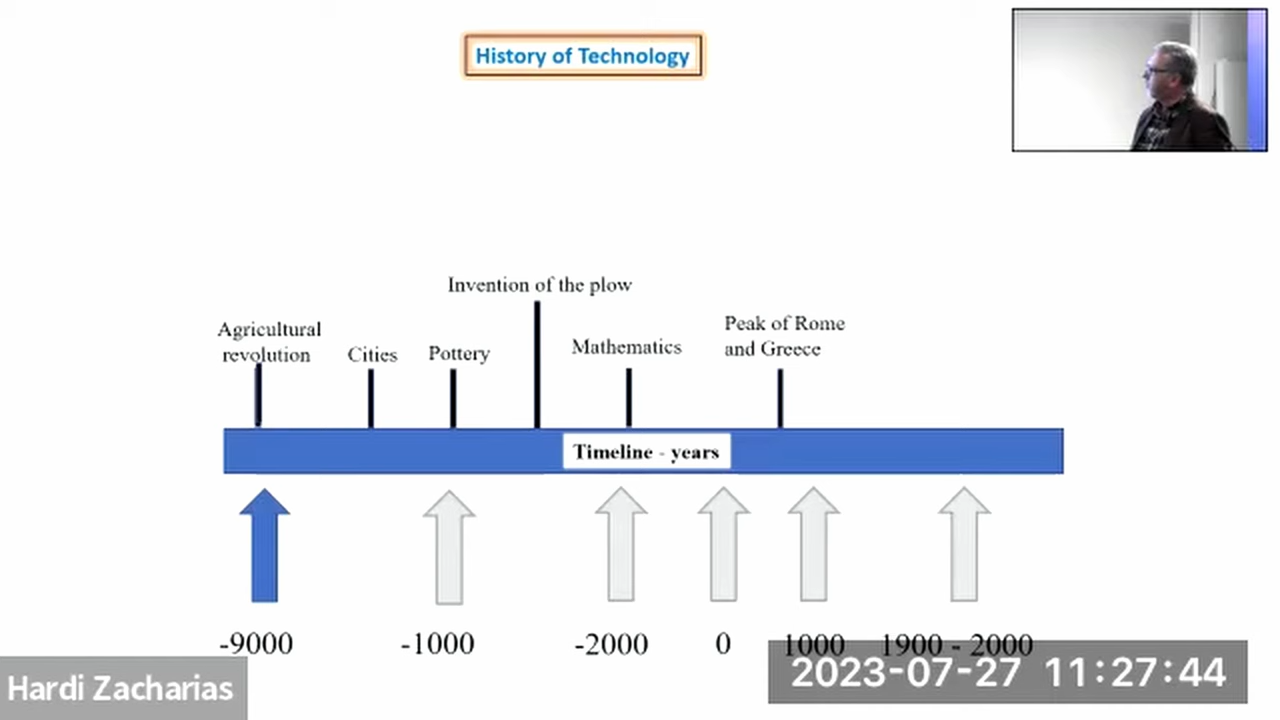 History of Technology
Invention of the plow
Agricultural
revolution
Cities
Pottery
Mathematics
Peak of Rome
and Greece
Timeline - years
-9000
-1000
-2000
0
1000
1900 - 2000
Hardi Zacharias
2023-07-27 11:27:44